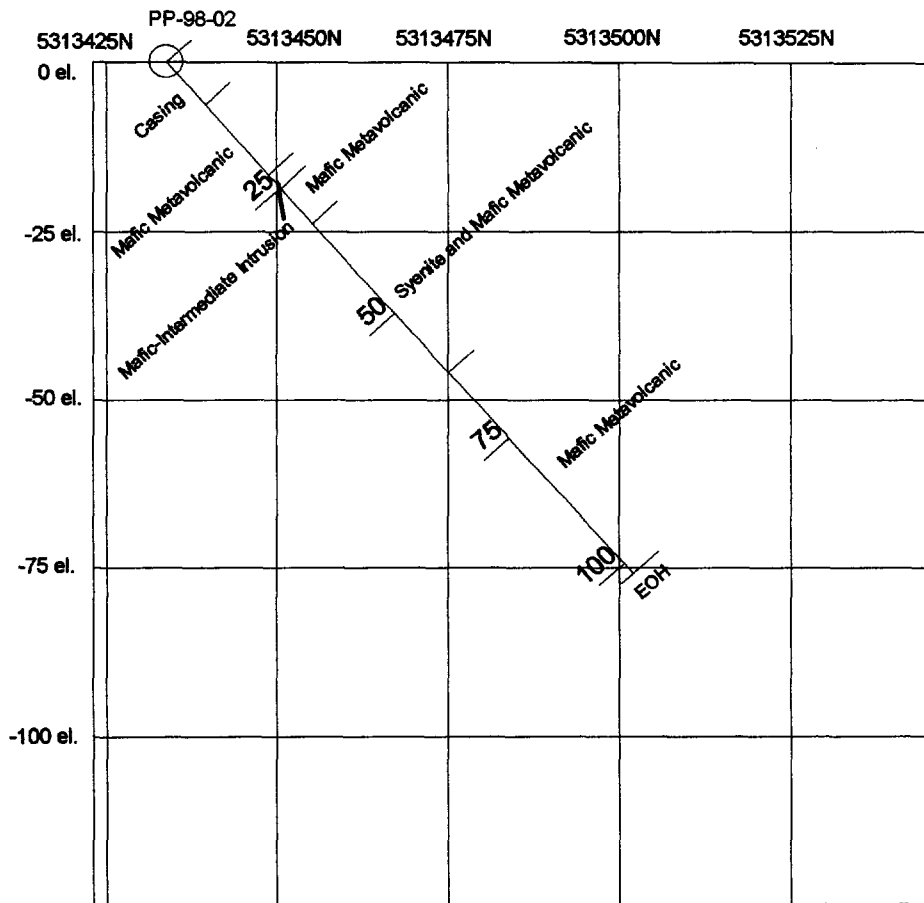 PP-98-02
5313425N 5313450N 5313475N 5313500N 5313525N
0 el.
Casing
Mafic Metavolcanic
Mafic Metavolcanic
25
Syenite and Mafic Metavolcanic
-25 el.
Mafic-Intermediate Intrusion
50
-50 el.
75
Mafic Metavolcanic
100
-75 el.
EOH
-100 el.